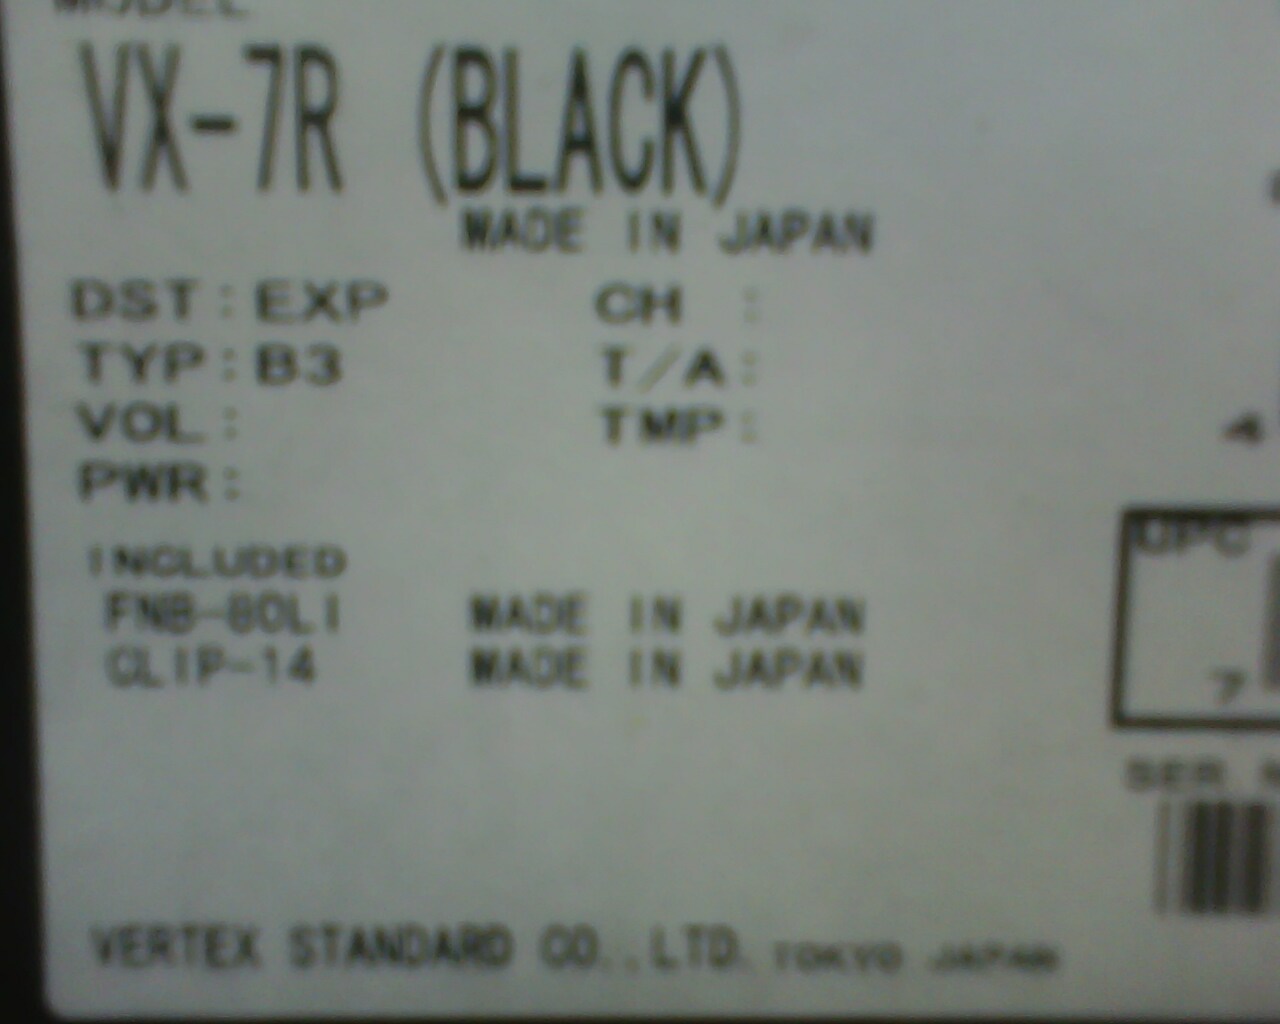 MODEL
VX-7R (BLACK)
MADE IN JAPAN
DST : EXP CH :
TYP : B3 T/A :
VOL : TMP :
PWR :
4
INCLUDED
FNB-80LI MADE IN JAPAN
CLIP-14 MADE IN JAPAN
UPC
7
SER.
VERTEX STANDARD CO.,LTD. TOKYO JAPAN